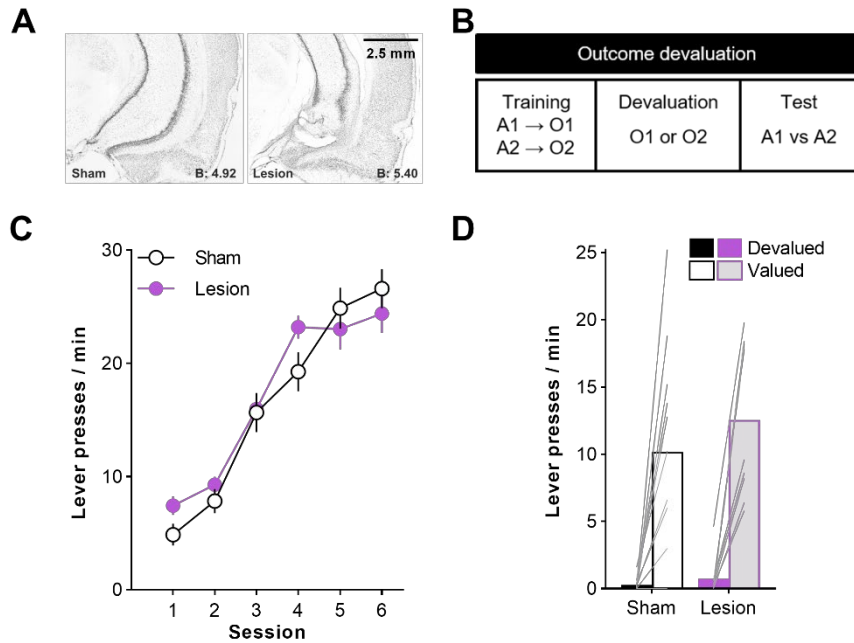 A
2.5 mm
Sham
B: 4.92
Lesion
B: 5.40
B
Outcome devaluation
Training
A1 → O1
A2 → O2
Devaluation
O1 or O2
Test
A1 vs A2
C
Sham
Lesion
Lever presses / min
30
20
10
0
1 2 3 4 5 6
Session
D
Devalued
Valued
Lever presses / min
25
20
15
10
5
0
Sham Lesion